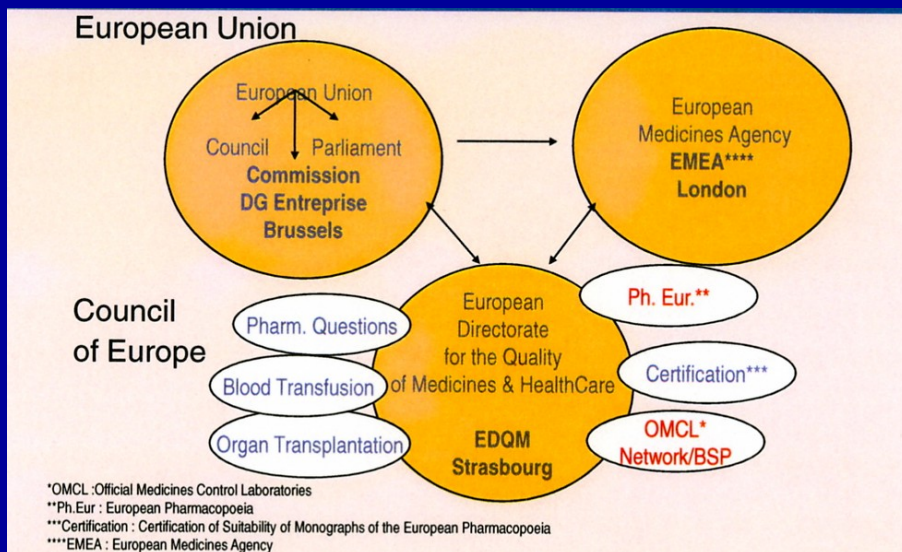 European Union
European Union
Council Parliament
Commission
DG Entreprise
Brussels
European
Medicines Agency
EMEA****
London
Council
of Europe
Pharm. Questions
Blood Transfusion
Organ Transplantation
European
Directorate
for the Quality
of Medicines & HealthCare
EDQM
Strasbourg
Ph. Eur.**
Certification***
OMCL*
Network/BSP
*OMCL :Official Medicines Control Laboratories
**Ph.Eur : European Pharmacopoeia
***Certification : Certification of Suitability of Monographs of the European Pharmacopoeia
****EMEA : European Medicines Agency